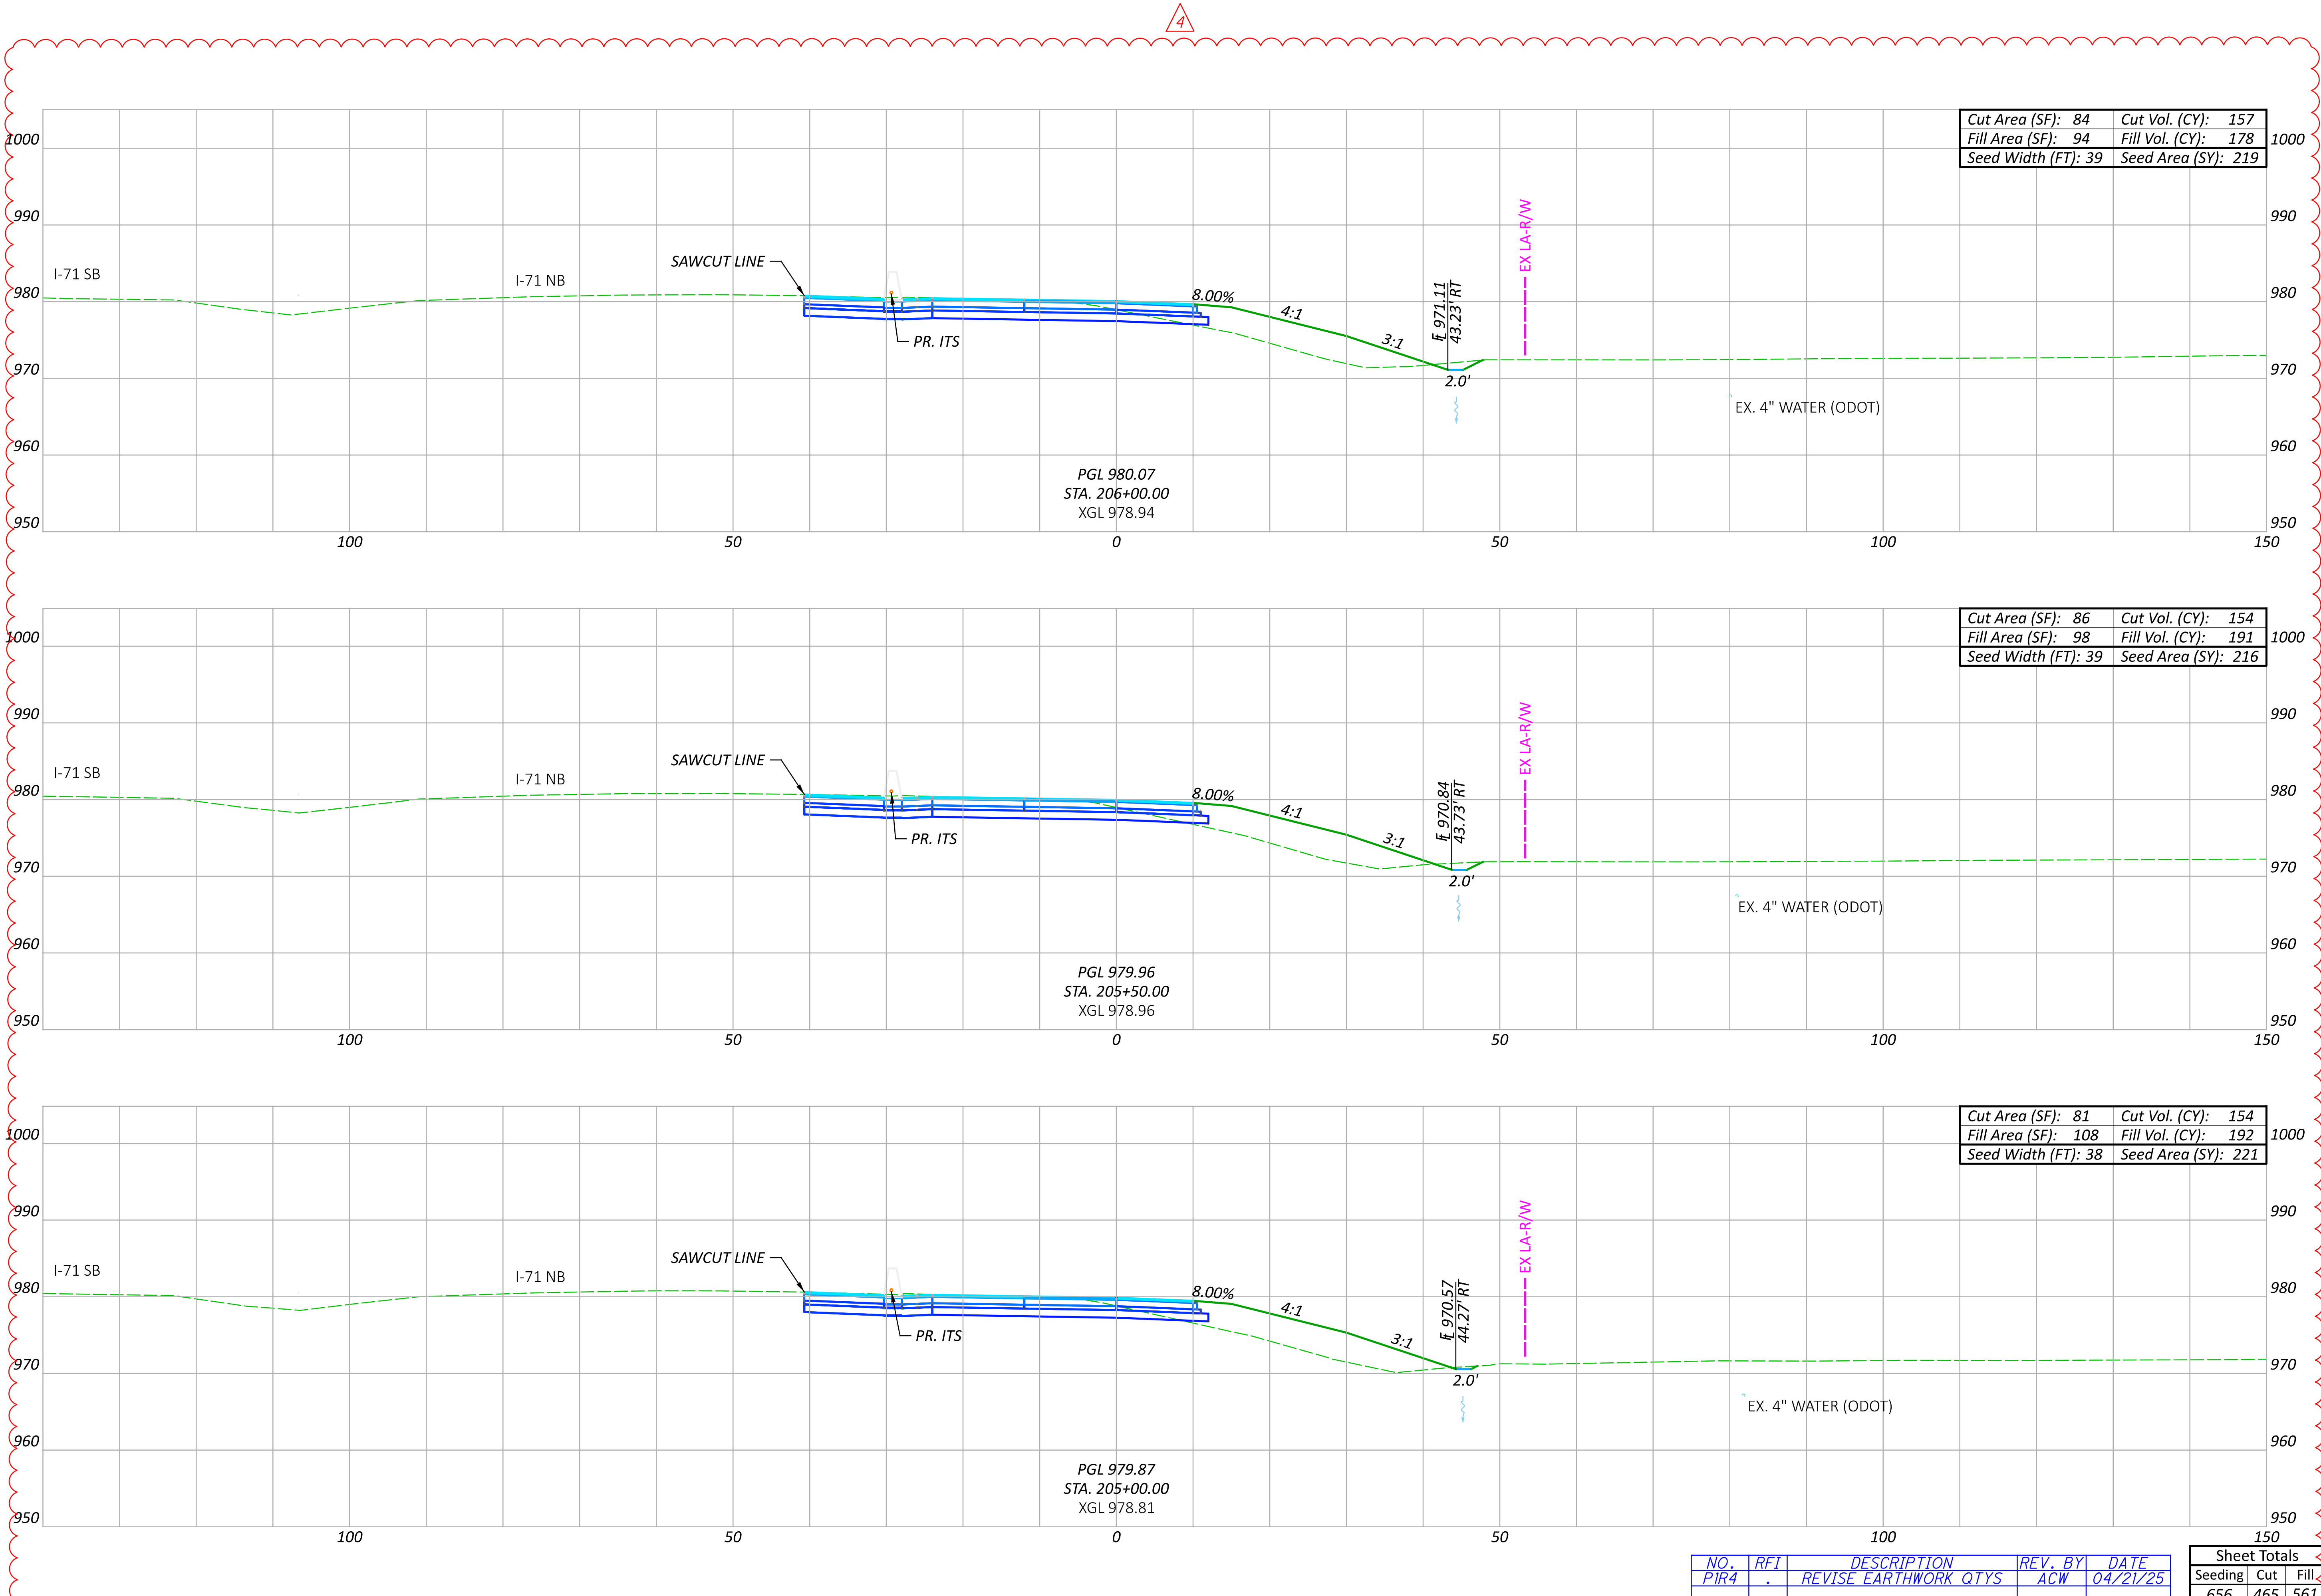 4
Cut Area (SF): 84 Cut Vol. (CY): 157
Fill Area (SF): 94 Fill Vol. (CY): 178
Seed Width (FT): 39 Seed Area (SY): 219
1000 1000
990 990
EX LA-R/W
I-71 SB
I-71 NB
SAWCUT LINE
980 980
8.00%
4:1
971.11
43.23' RT
PR. ITS
3:1
970 970
2.0'
EX. 4" WATER (ODOT)
960 960
PGL 980.07
STA. 206+00.00
XGL 978.94
950 950
100 50 0 50 100 150
Cut Area (SF): 86 Cut Vol. (CY): 154
Fill Area (SF): 98 Fill Vol. (CY): 191
Seed Width (FT): 39 Seed Area (SY): 216
1000 1000
990 990
EX LA-R/W
I-71 SB
I-71 NB
SAWCUT LINE
980 980
8.00%
4:1
970.84
43.73' RT
PR. ITS
3:1
970 970
2.0'
EX. 4" WATER (ODOT)
960 960
PGL 979.96
STA. 205+50.00
XGL 978.96
950 950
100 50 0 50 100 150
Cut Area (SF): 81 Cut Vol. (CY): 154
Fill Area (SF): 108 Fill Vol. (CY): 192
Seed Width (FT): 38 Seed Area (SY): 221
1000 1000
990 990
EX LA-R/W
I-71 SB
I-71 NB
SAWCUT LINE
980 980
8.00%
4:1
970.57
44.27' RT
PR. ITS
3:1
970 970
2.0'
EX. 4" WATER (ODOT)
960 960
PGL 979.87
STA. 205+00.00
XGL 978.81
950 950
100 50 0 50 100 150
NO. RFI DESCRIPTION REV. BY DATE
P1R4 . REVISE EARTHWORK QTYS ACW 04/21/25
Sheet Totals
Seeding Cut Fill
656 465 561